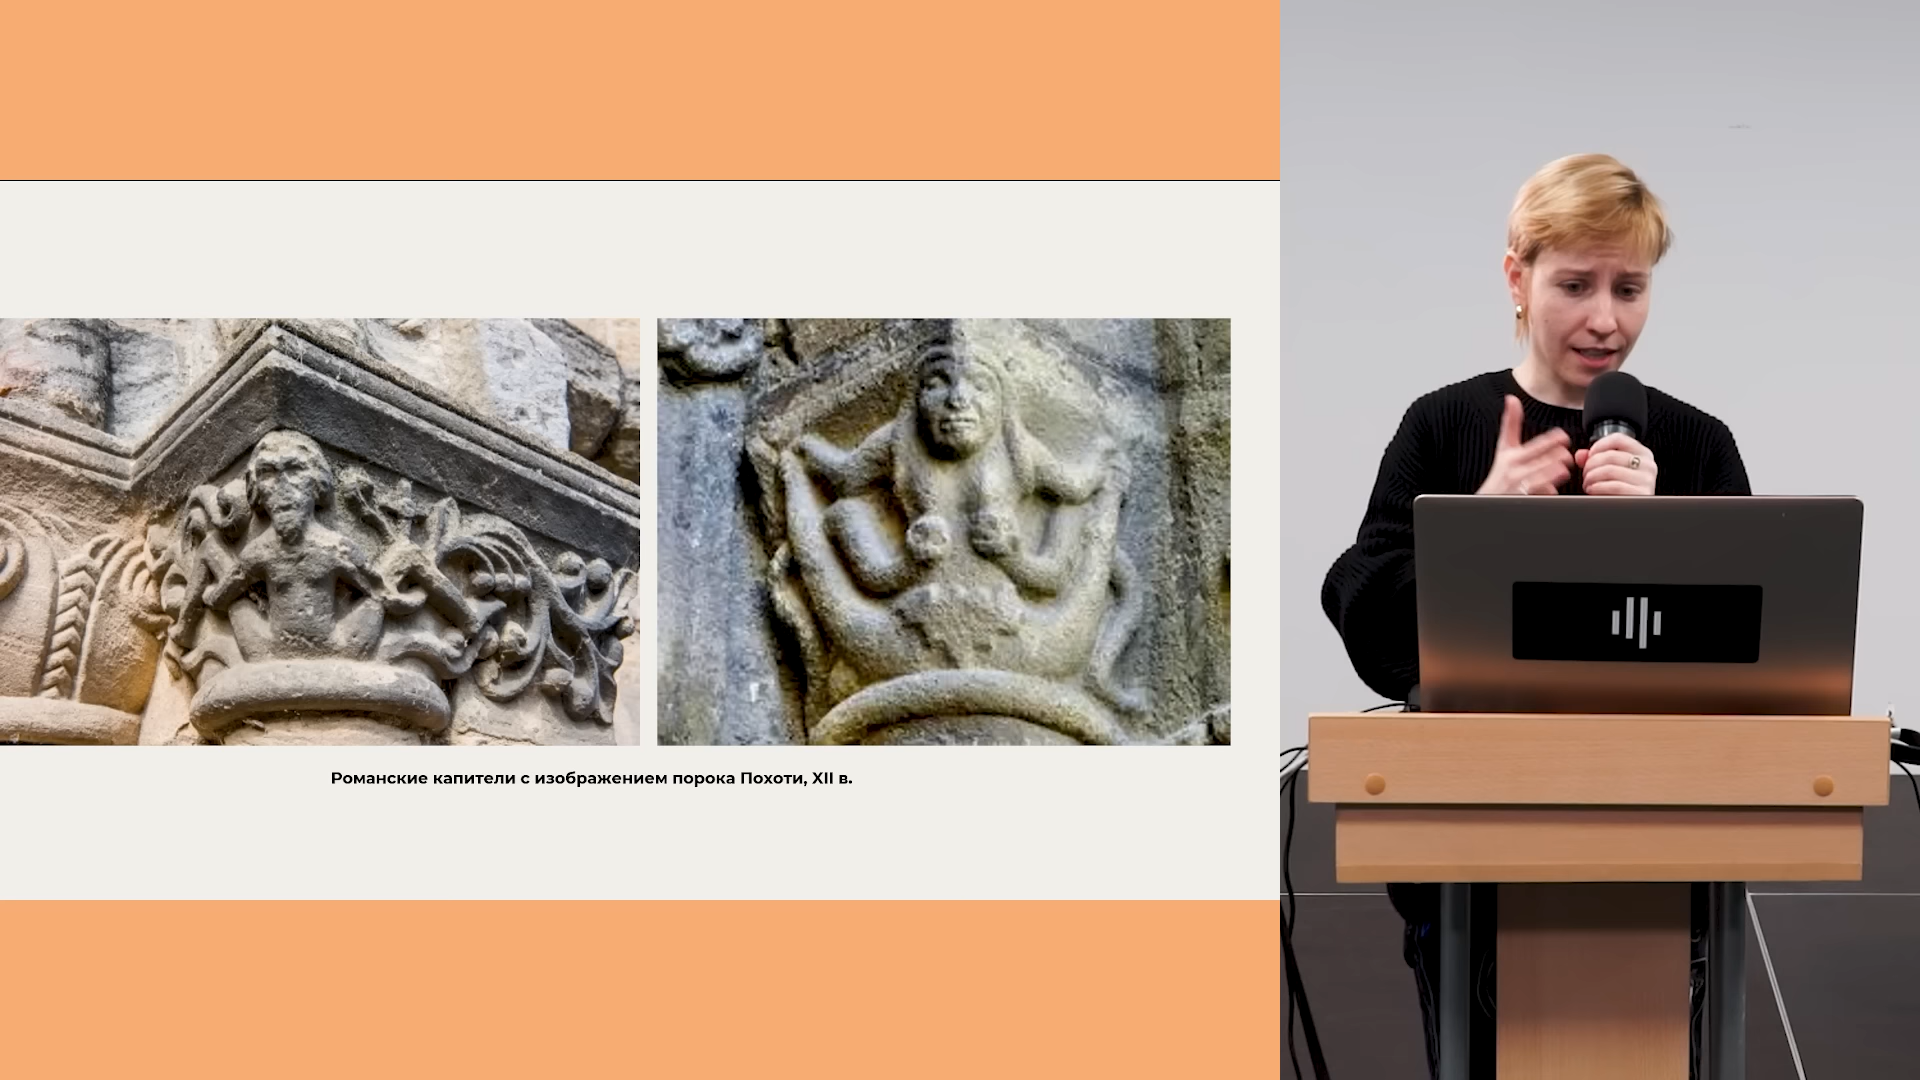 Романские капители с изображением порока Похоти, XII в.